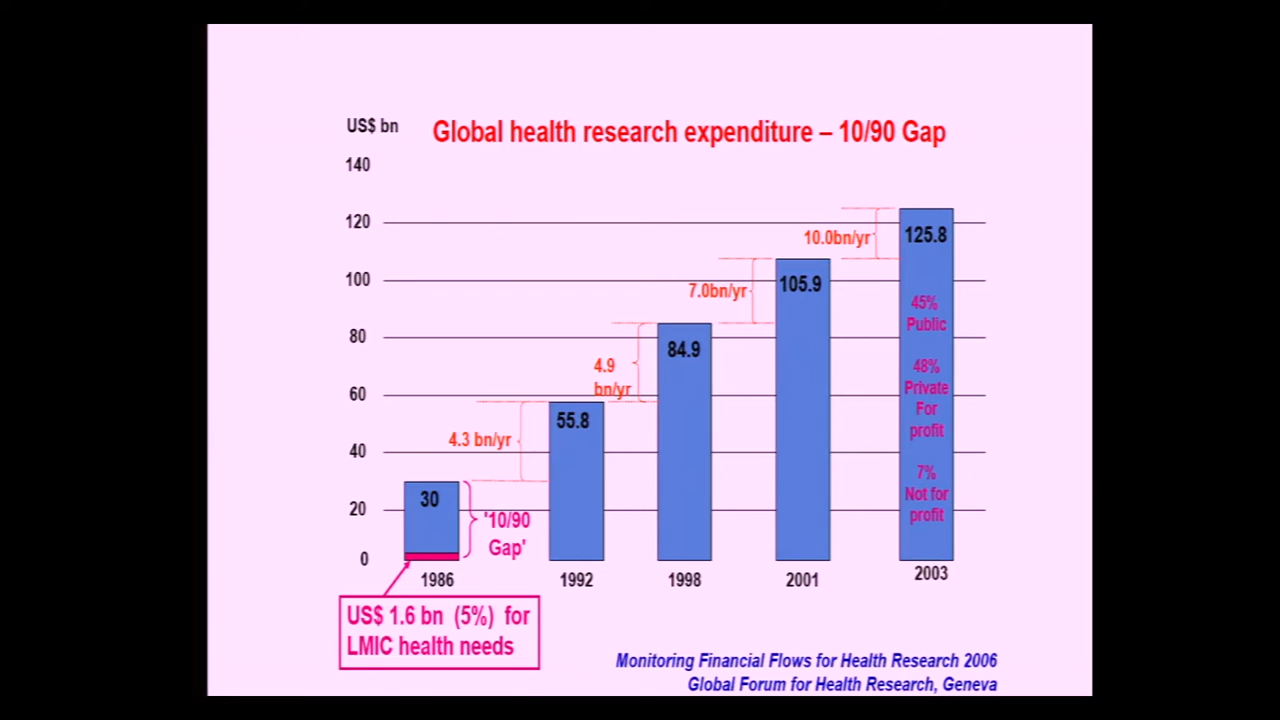 US$ bn
Global health research expenditure – 10/90 Gap
140
120
100
80
60
40
20
0
30
55.8
84.9
105.9
125.8
4.3 bn/yr
4.9
bn/yr
7.0bn/yr
10.0bn/yr
45%
Public
48%
Private
For
profit
7%
Not for
profit
'10/90
Gap'
1986
1992
1998
2001
2003
US$ 1.6 bn (5%) for
LMIC health needs
Monitoring Financial Flows for Health Research 2006
Global Forum for Health Research, Geneva